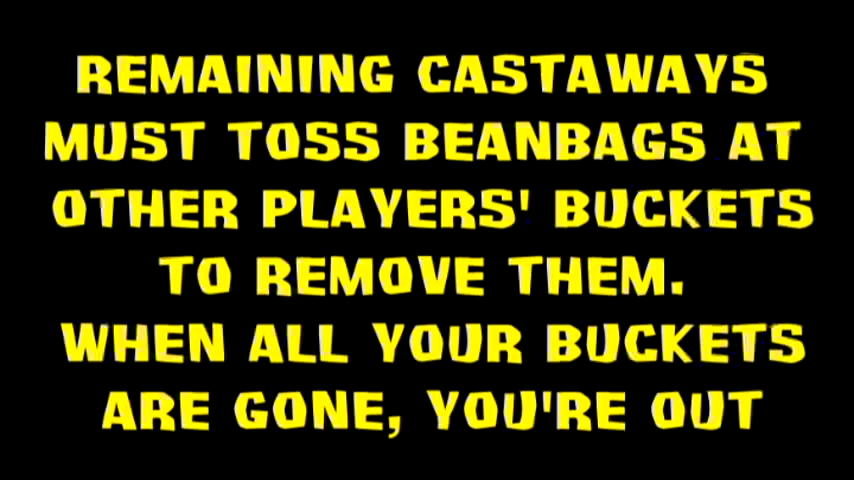 REMAINING CASTAWAYS
MUST TOSS BEANBAGS AT
OTHER PLAYERS' BUCKETS
TO REMOVE THEM.
WHEN ALL YOUR BUCKETS
ARE GONE, YOU'RE OUT